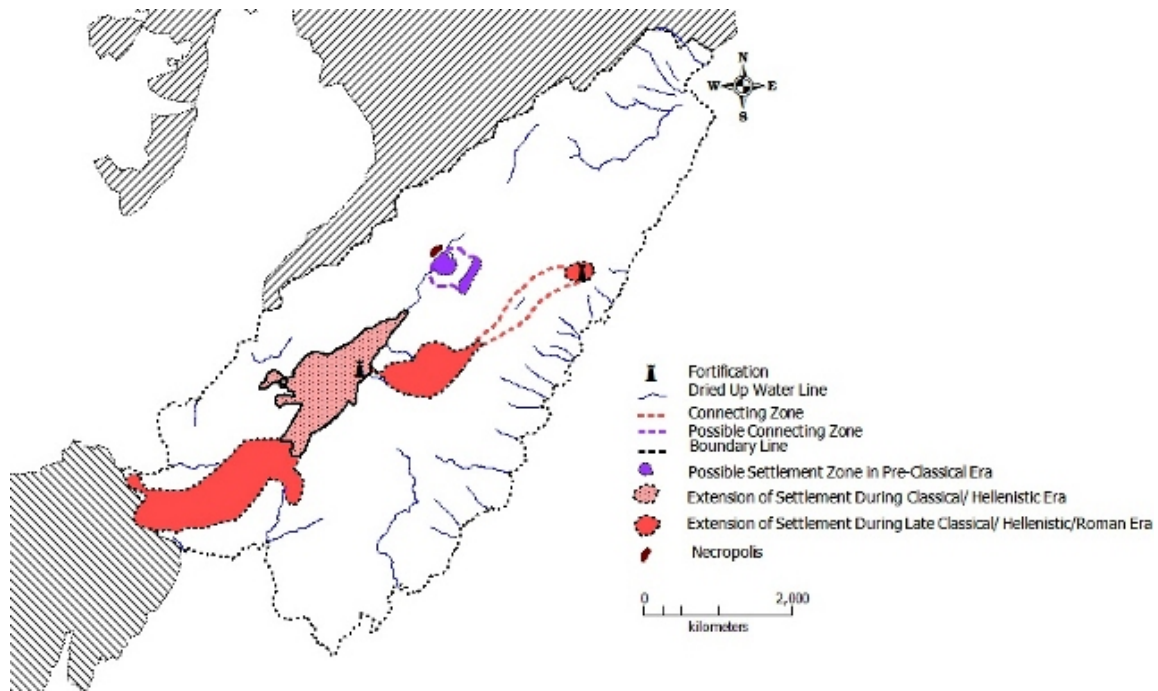 N
W E
S
Fortification
Dried Up Water Line
Connecting Zone
Possible Connecting Zone
Boundary Line
Possible Settlement Zone in Pre-Classical Era
Extension of Settlement During Classical/ Hellenistic Era
Extension of Settlement During Late Classical/ Hellenistic/Roman Era
Necropolis
0 2,000
kilometers